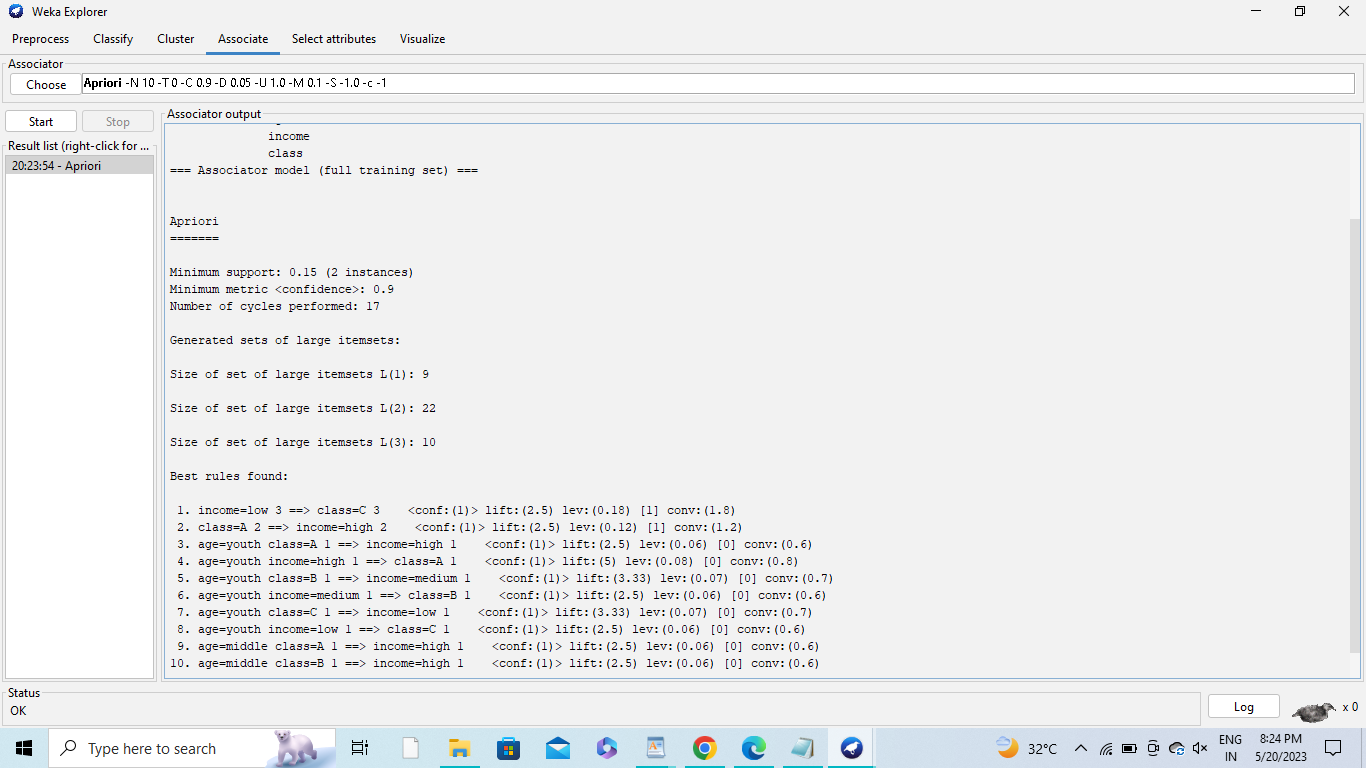 Weka Explorer
Preprocess Classify Cluster Associate Select attributes Visualize
Associator
Choose Apriori -N 10 -T 0 -C 0.9 -D 0.05 -U 1.0 -M 0.1 -S -1.0 -c -1
Start Stop
Result list (right-click for ...
20:23:54 - Apriori
Associator output
income
class
=== Associator model (full training set) ===
Apriori
=======
Minimum support: 0.15 (2 instances)
Minimum metric <confidence>: 0.9
Number of cycles performed: 17
Generated sets of large itemsets:
Size of set of large itemsets L(1): 9
Size of set of large itemsets L(2): 22
Size of set of large itemsets L(3): 10
Best rules found:
1. income=low 3 ==> class=C 3 <conf:(1)> lift:(2.5) lev:(0.18) [1] conv:(1.8)
2. class=A 2 ==> income=high 2 <conf:(1)> lift:(2.5) lev:(0.12) [1] conv:(1.2)
3. age=youth class=A 1 ==> income=high 1 <conf:(1)> lift:(2.5) lev:(0.06) [0] conv:(0.6)
4. age=youth income=high 1 ==> class=A 1 <conf:(1)> lift:(5) lev:(0.08) [0] conv:(0.8)
5. age=youth class=B 1 ==> income=medium 1 <conf:(1)> lift:(3.33) lev:(0.07) [0] conv:(0.7)
6. age=youth income=medium 1 ==> class=B 1 <conf:(1)> lift:(2.5) lev:(0.06) [0] conv:(0.6)
7. age=youth class=C 1 ==> income=low 1 <conf:(1)> lift:(3.33) lev:(0.07) [0] conv:(0.7)
8. age=youth income=low 1 ==> class=C 1 <conf:(1)> lift:(2.5) lev:(0.06) [0] conv:(0.6)
9. age=middle class=A 1 ==> income=high 1 <conf:(1)> lift:(2.5) lev:(0.06) [0] conv:(0.6)
10. age=middle class=B 1 ==> income=high 1 <conf:(1)> lift:(2.5) lev:(0.06) [0] conv:(0.6)
Status
OK
Log x 0
Type here to search
32°C
ENG
IN
8:24 PM
5/20/2023